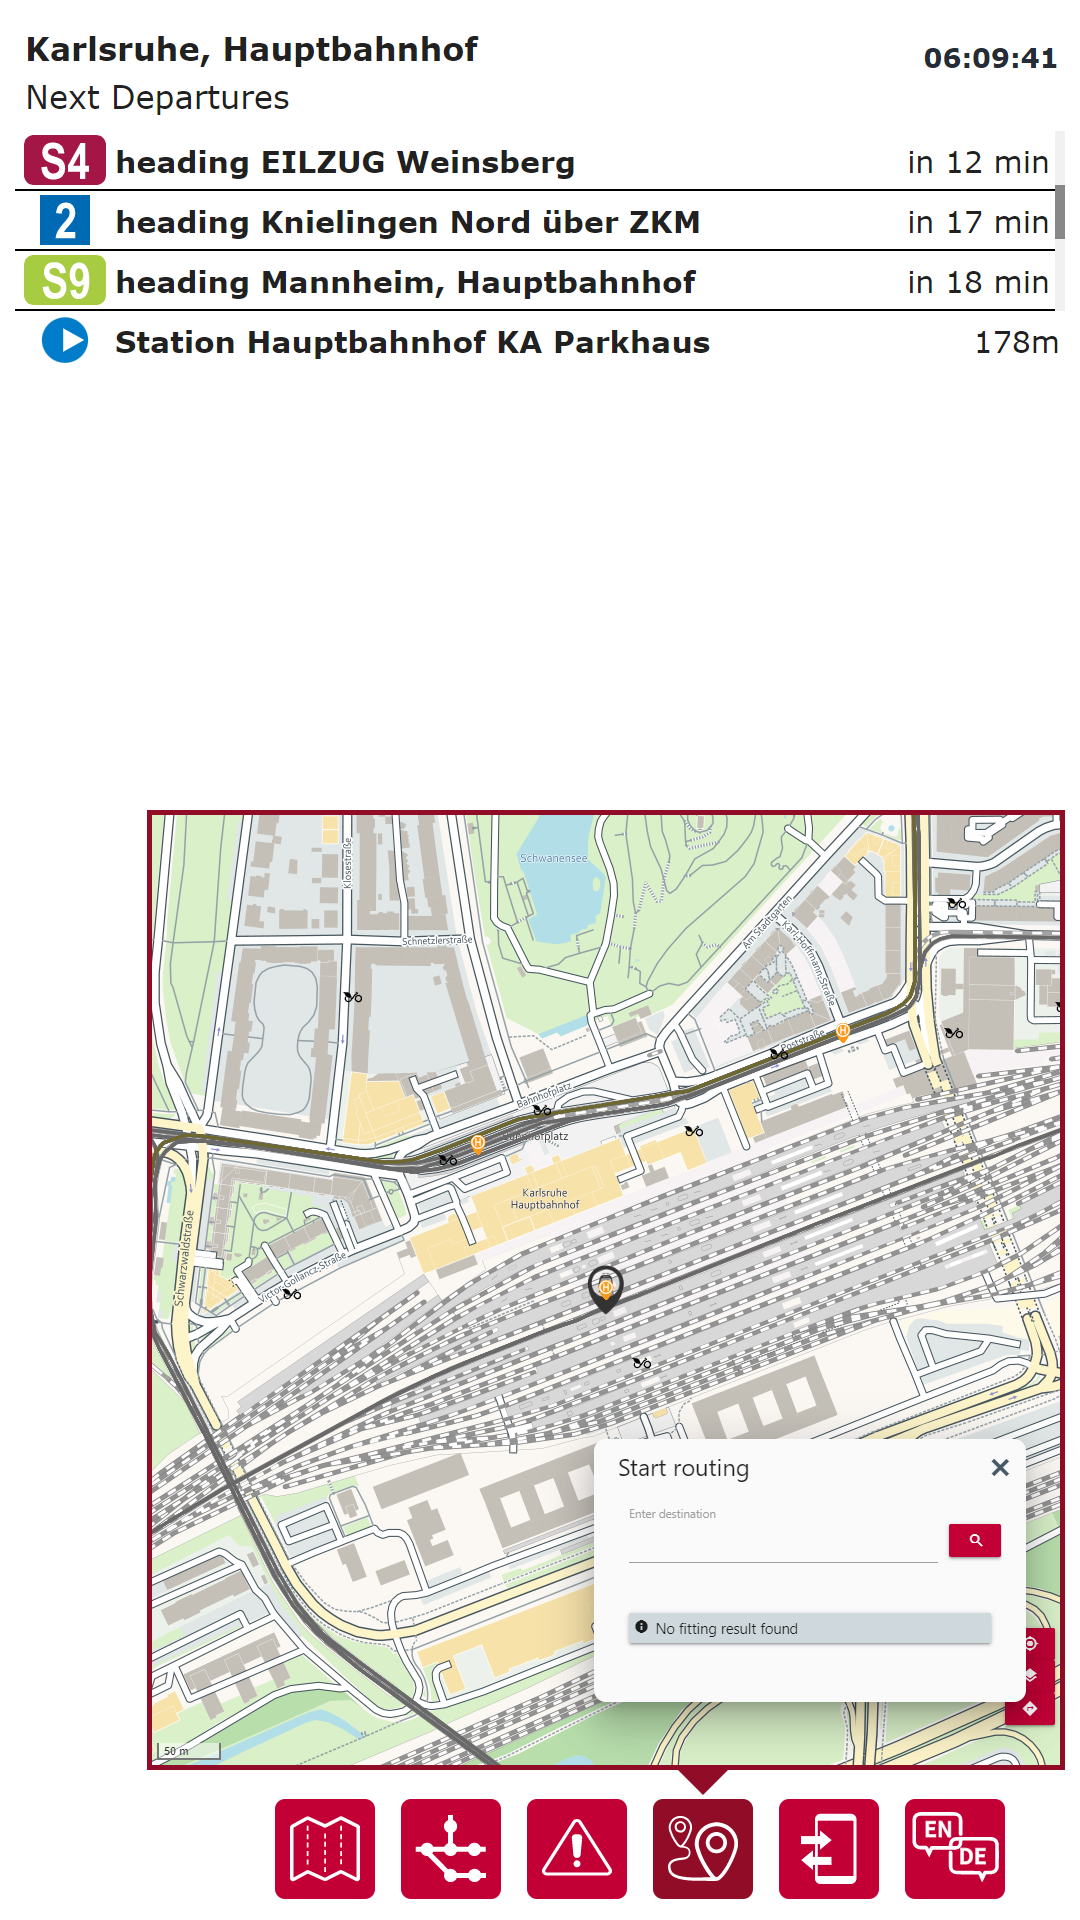 Karlsruhe, Hauptbahnhof
06:09:41
Next Departures
S4 heading EILZUG Weinsberg in 12 min
2 heading Knielingen Nord über ZKM in 17 min
S9 heading Mannheim, Hauptbahnhof in 18 min
Station Hauptbahnhof KA Parkhaus 178m
Klosestraße
Schwanensee
Schnetzlerstraße
Am Stadtgarten
Karl-Hoffmann-Straße
Poststraße
H
Bahnhofplatz
H
Karlsruhe
Hauptbahnhof
Schwarzwaldstraße
Victor-Gollancz-Straße
H
Start routing
Enter destination
No fitting result found
50 m
EN
DE